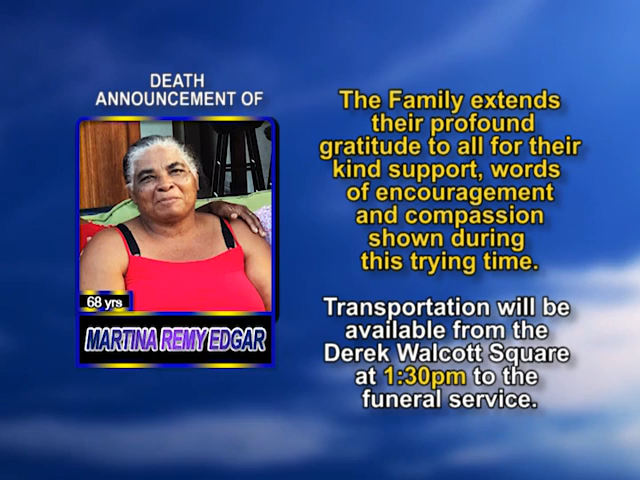 DEATH
ANNOUNCEMENT OF
68 yrs
MARTINA REMY EDGAR
The Family extends
their profound
gratitude to all for their
kind support, words
of encouragement
and compassion
shown during
this trying time.
Transportation will be
available from the
Derek Walcott Square
at 1:30pm to the
funeral service.